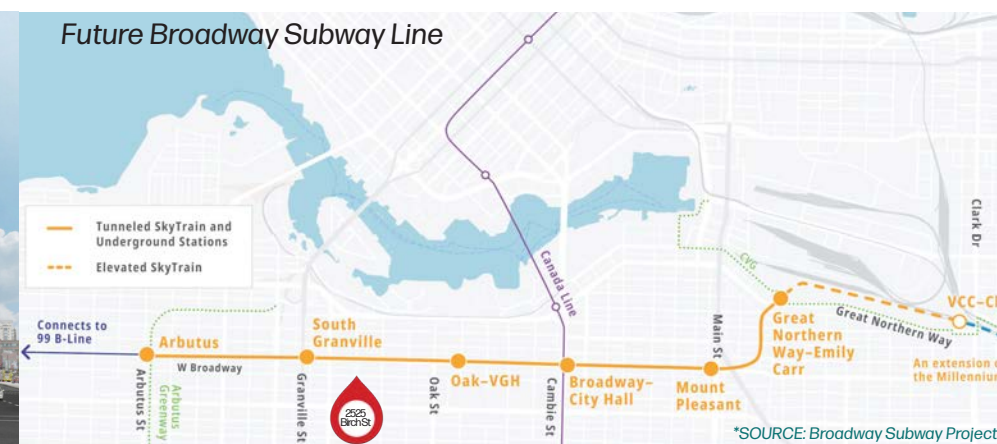 Future Broadway Subway Line
Tunneled SkyTrain and
Underground Stations
Elevated SkyTrain
Connects to
99 B-Line
Arbutus
South
Granville
W Broadway
Oak–VGH
Broadway–
City Hall
Mount
Pleasant
Great
Northern
Way–Emily
Carr
VCC–Cl
An extension o
the Millenniu
Great Northern Way
CVG
Canada Line
Clark Dr
Main St
Cambie St
Oak St
Granville St
Arbutus St
Arbutus
Greenway
2525
Birch St
*SOURCE: Broadway Subway Project